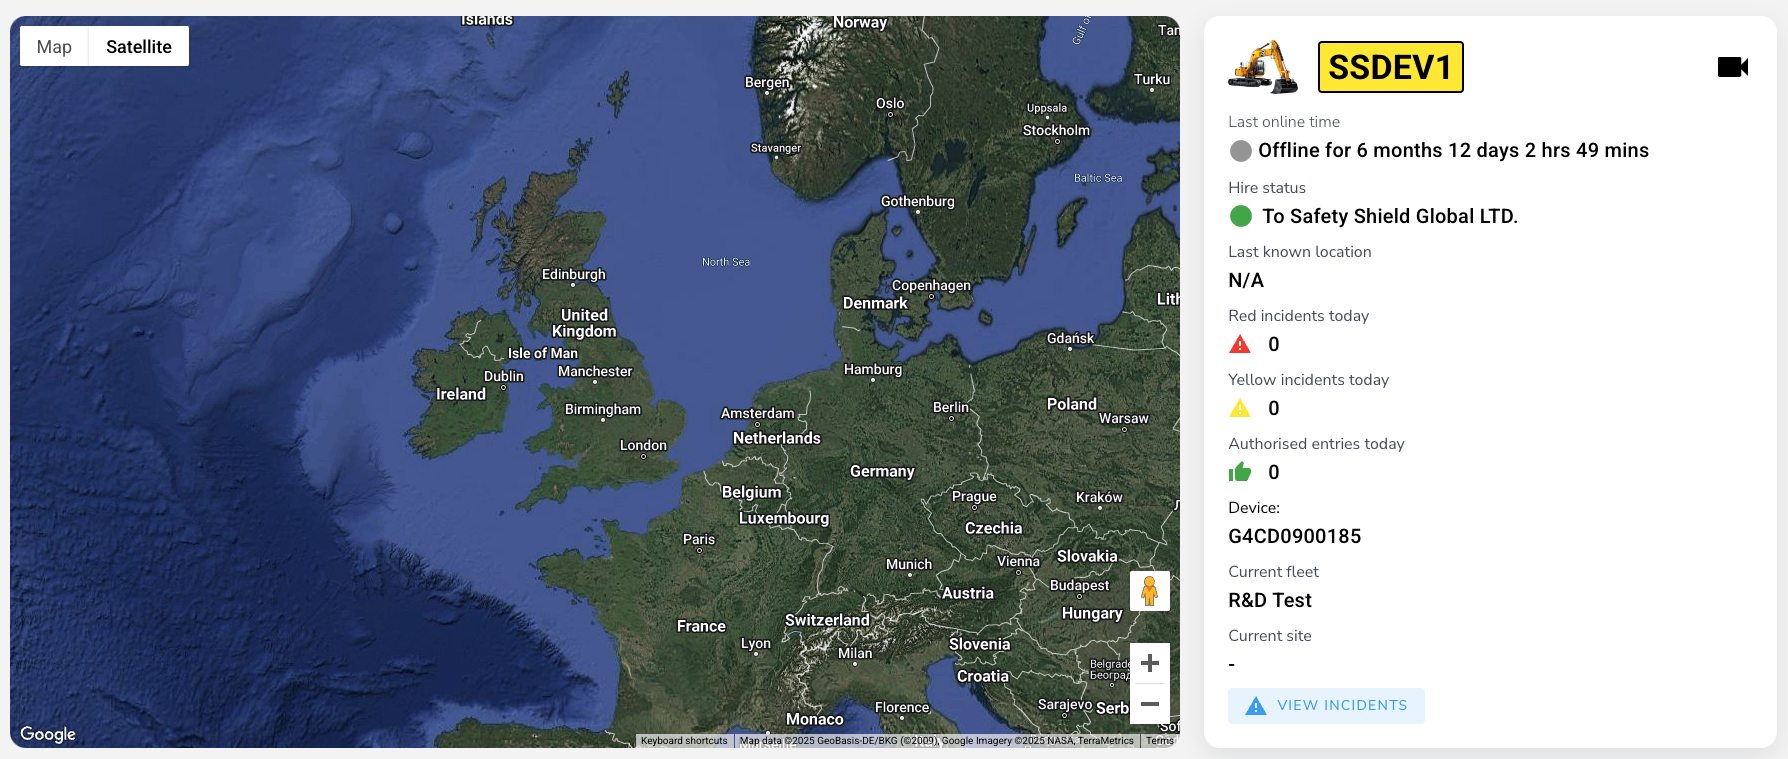 Islands
Norway
Gulf of
Tan
Map
Satellite
Bergen
Turku
Oslo
Uppsala
Stockholm
Stavanger
Baltic Sea
Gothenburg
North Sea
Edinburgh
Copenhagen
Denmark
Lith
United
Kingdom
Gdańsk
Isle of Man
Manchester
Hamburg
Dublin
Ireland
Birmingham
Amsterdam
Berlin
Poland
Warsaw
Netherlands
London
Germany
Belgium
Prague
Kraków
Luxembourg
Czechia
Paris
Munich
Vienna
Slovakia
Budapest
Austria
Hungary
France
Switzerland
Lyon
Milan
Slovenia
Belgrade
Београд
Croatia
Florence
Sarajevo
Serb
Monaco
Sof
Marseille
Google
Keyboard shortcuts
Map data ©2025 GeoBasis-DE/BKG (©2009), Google Imagery ©2025 NASA, TerraMetrics
Terms
SSDEV1
Last online time
Offline for 6 months 12 days 2 hrs 49 mins
Hire status
To Safety Shield Global LTD.
Last known location
N/A
Red incidents today
0
Yellow incidents today
0
Authorised entries today
0
Device:
G4CD0900185
Current fleet
R&D Test
Current site
-
VIEW INCIDENTS